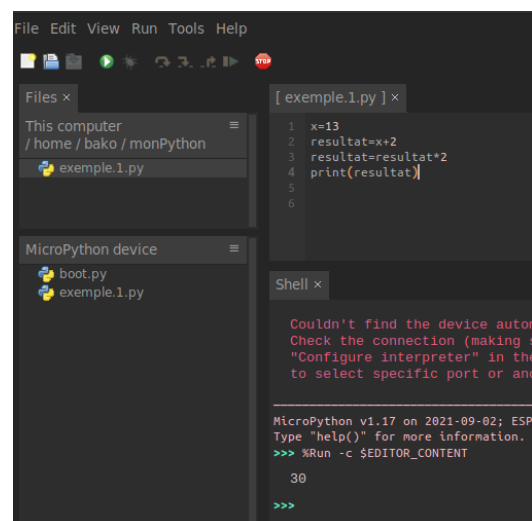 File Edit View Run Tools Help
STOP
Files ×
This computer
/ home / bako / monPython
exemple.1.py
MicroPython device
boot.py
exemple.1.py
[ exemple.1.py ] ×
1 x=13
2 resultat=x+2
3 resultat=resultat*2
4 print(resultat)
5
6
Shell ×
Couldn't find the device
Check the connection (making
"Configure interpreter" in
to select specific port or
MicroPython v1.17 on 2021-09-02; ESP
Type "help()" for more information.
>>> %Run -c $EDITOR_CONTENT
30
>>>